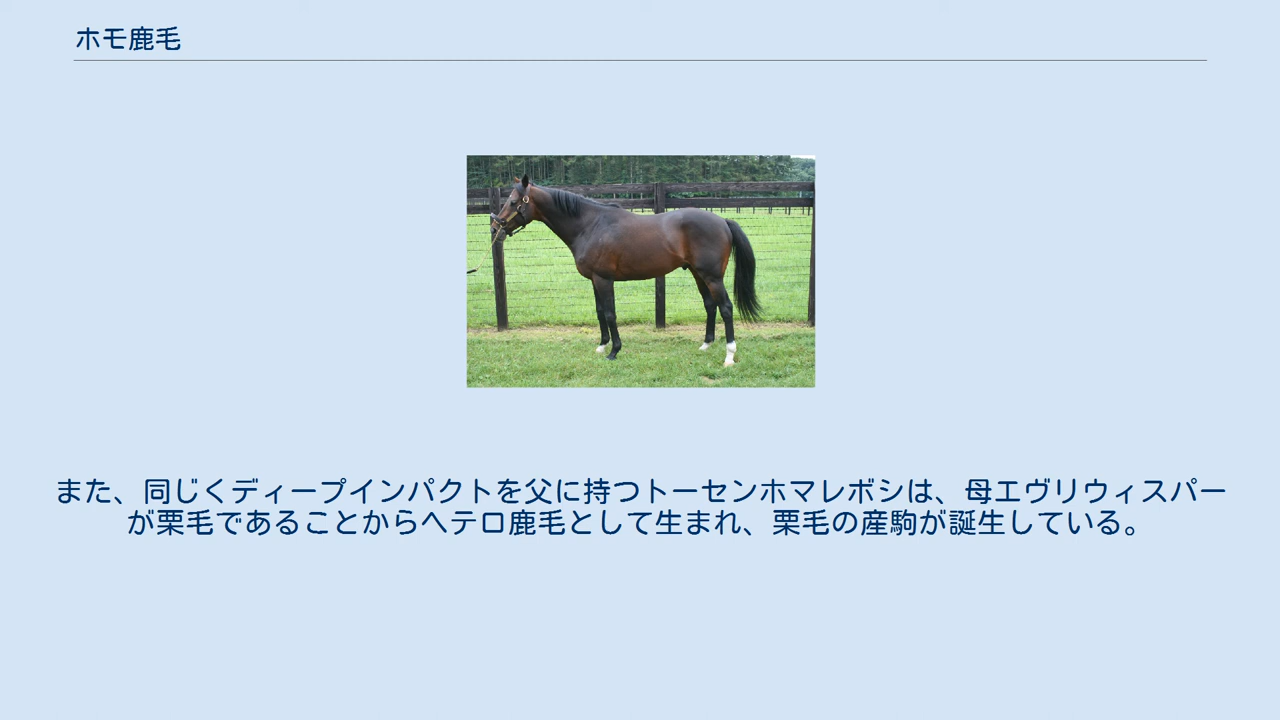 ホモ鹿毛
また、同じくディープインパクトを父に持つトーセンホマレボシは、母エヴリウィスパー
が栗毛であることからヘテロ鹿毛として生まれ、栗毛の産駒が誕生している。